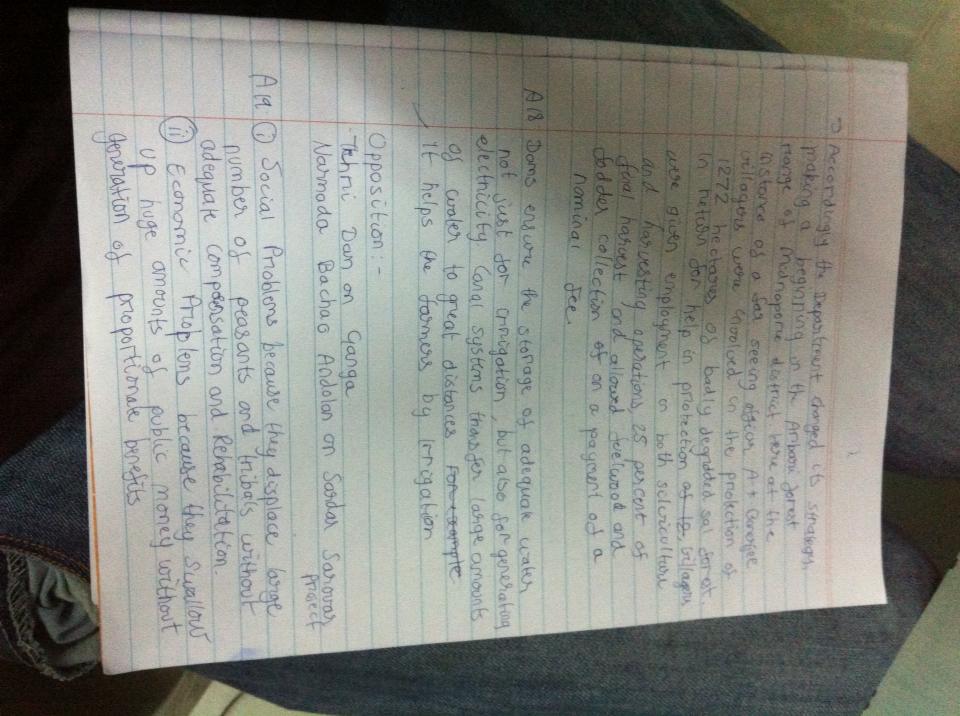 → Accordingly the Department changed its strategies,
making a beginning in the Arabari forest
range of Midnapore district here at the
instance of a far seeing officer A.K Banerjee
villagers were involved in the protection of
1272 hectares of badly degraded sal forest.
In return for help in protection of 12, villagers
were given employment in both silviculture
and harvesting operations, 25 percent of
final harvest and allowed fuelwood and
fodder collection of on a payment of a
nominal fee.
A18 Dams ensure the storage of adequate water
not just for irrigation, but also for generating
electricity Canal systems transfer large amounts
of water to great distances For example
It helps the farmers by irrigation
Opposition :-
Tehri Dam on Ganga
Narmada Bachao Andolan on Sardar Sarovar
Project
A19 (i) Social Problems because they displace large
number of peasants and tribals without
adequate compensation and Rehabilitation.
(ii) Economic Problems because they swallow
up huge amounts of public money without
generation of proportionate benefits